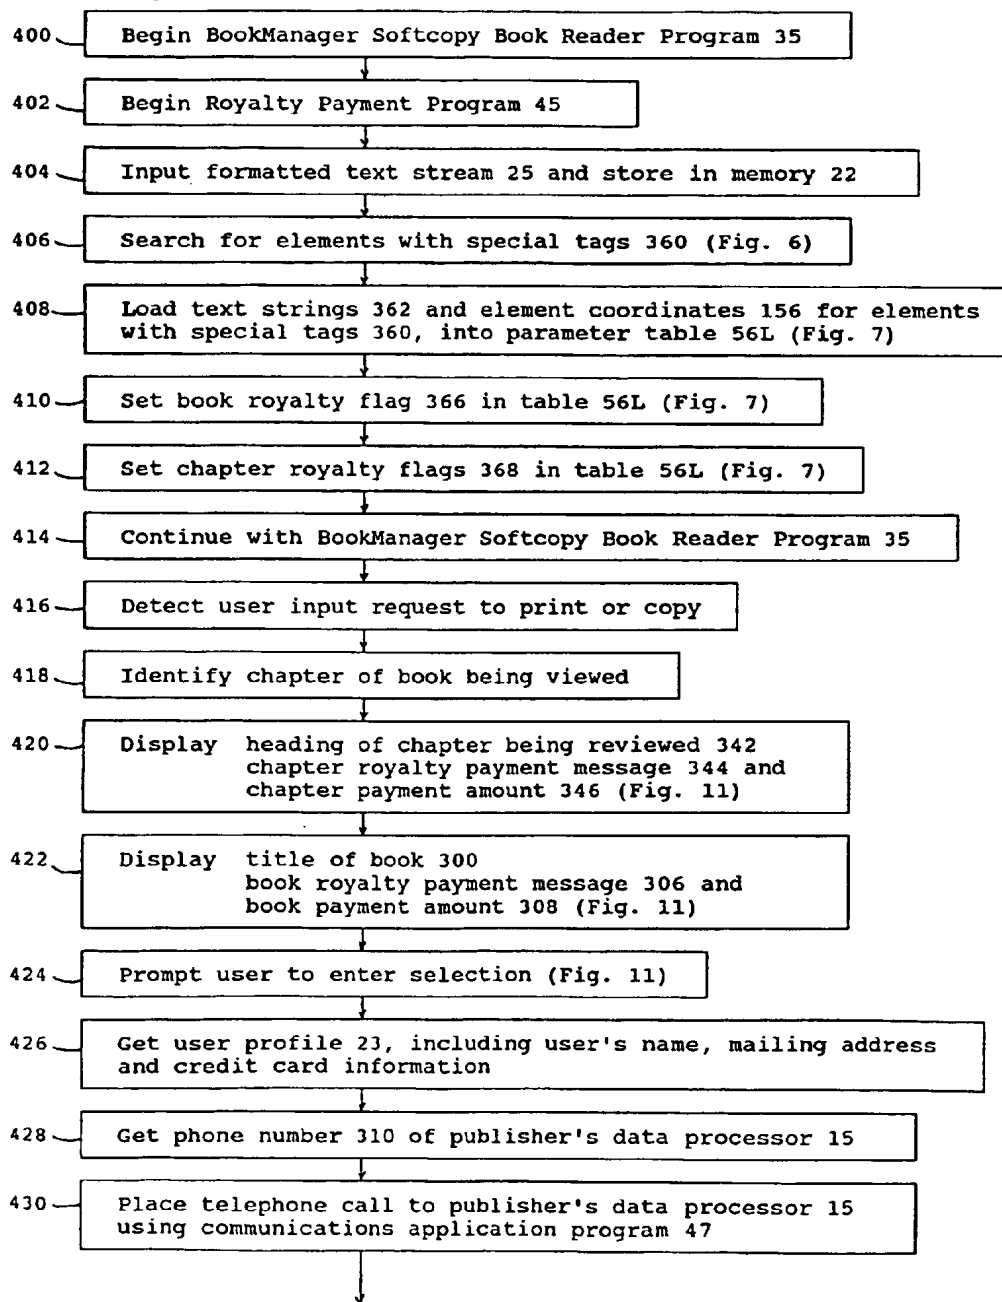 400 Begin BookManager Softcopy Book Reader Program 35
402 Begin Royalty Payment Program 45
404 Input formatted text stream 25 and store in memory 22
406 Search for elements with special tags 360 (Fig. 6)
408 Load text strings 362 and element coordinates 156 for elements
with special tags 360, into parameter table 56L (Fig. 7)
410 Set book royalty flag 366 in table 56L (Fig. 7)
412 Set chapter royalty flags 368 in table 56L (Fig. 7)
414 Continue with BookManager Softcopy Book Reader Program 35
416 Detect user input request to print or copy
418 Identify chapter of book being viewed
420 Display heading of chapter being reviewed 342
chapter royalty payment message 344 and
chapter payment amount 346 (Fig. 11)
422 Display title of book 300
book royalty payment message 306 and
book payment amount 308 (Fig. 11)
424 Prompt user to enter selection (Fig. 11)
426 Get user profile 23, including user's name, mailing address
and credit card information
428 Get phone number 310 of publisher's data processor 15
430 Place telephone call to publisher's data processor 15
using communications application program 47